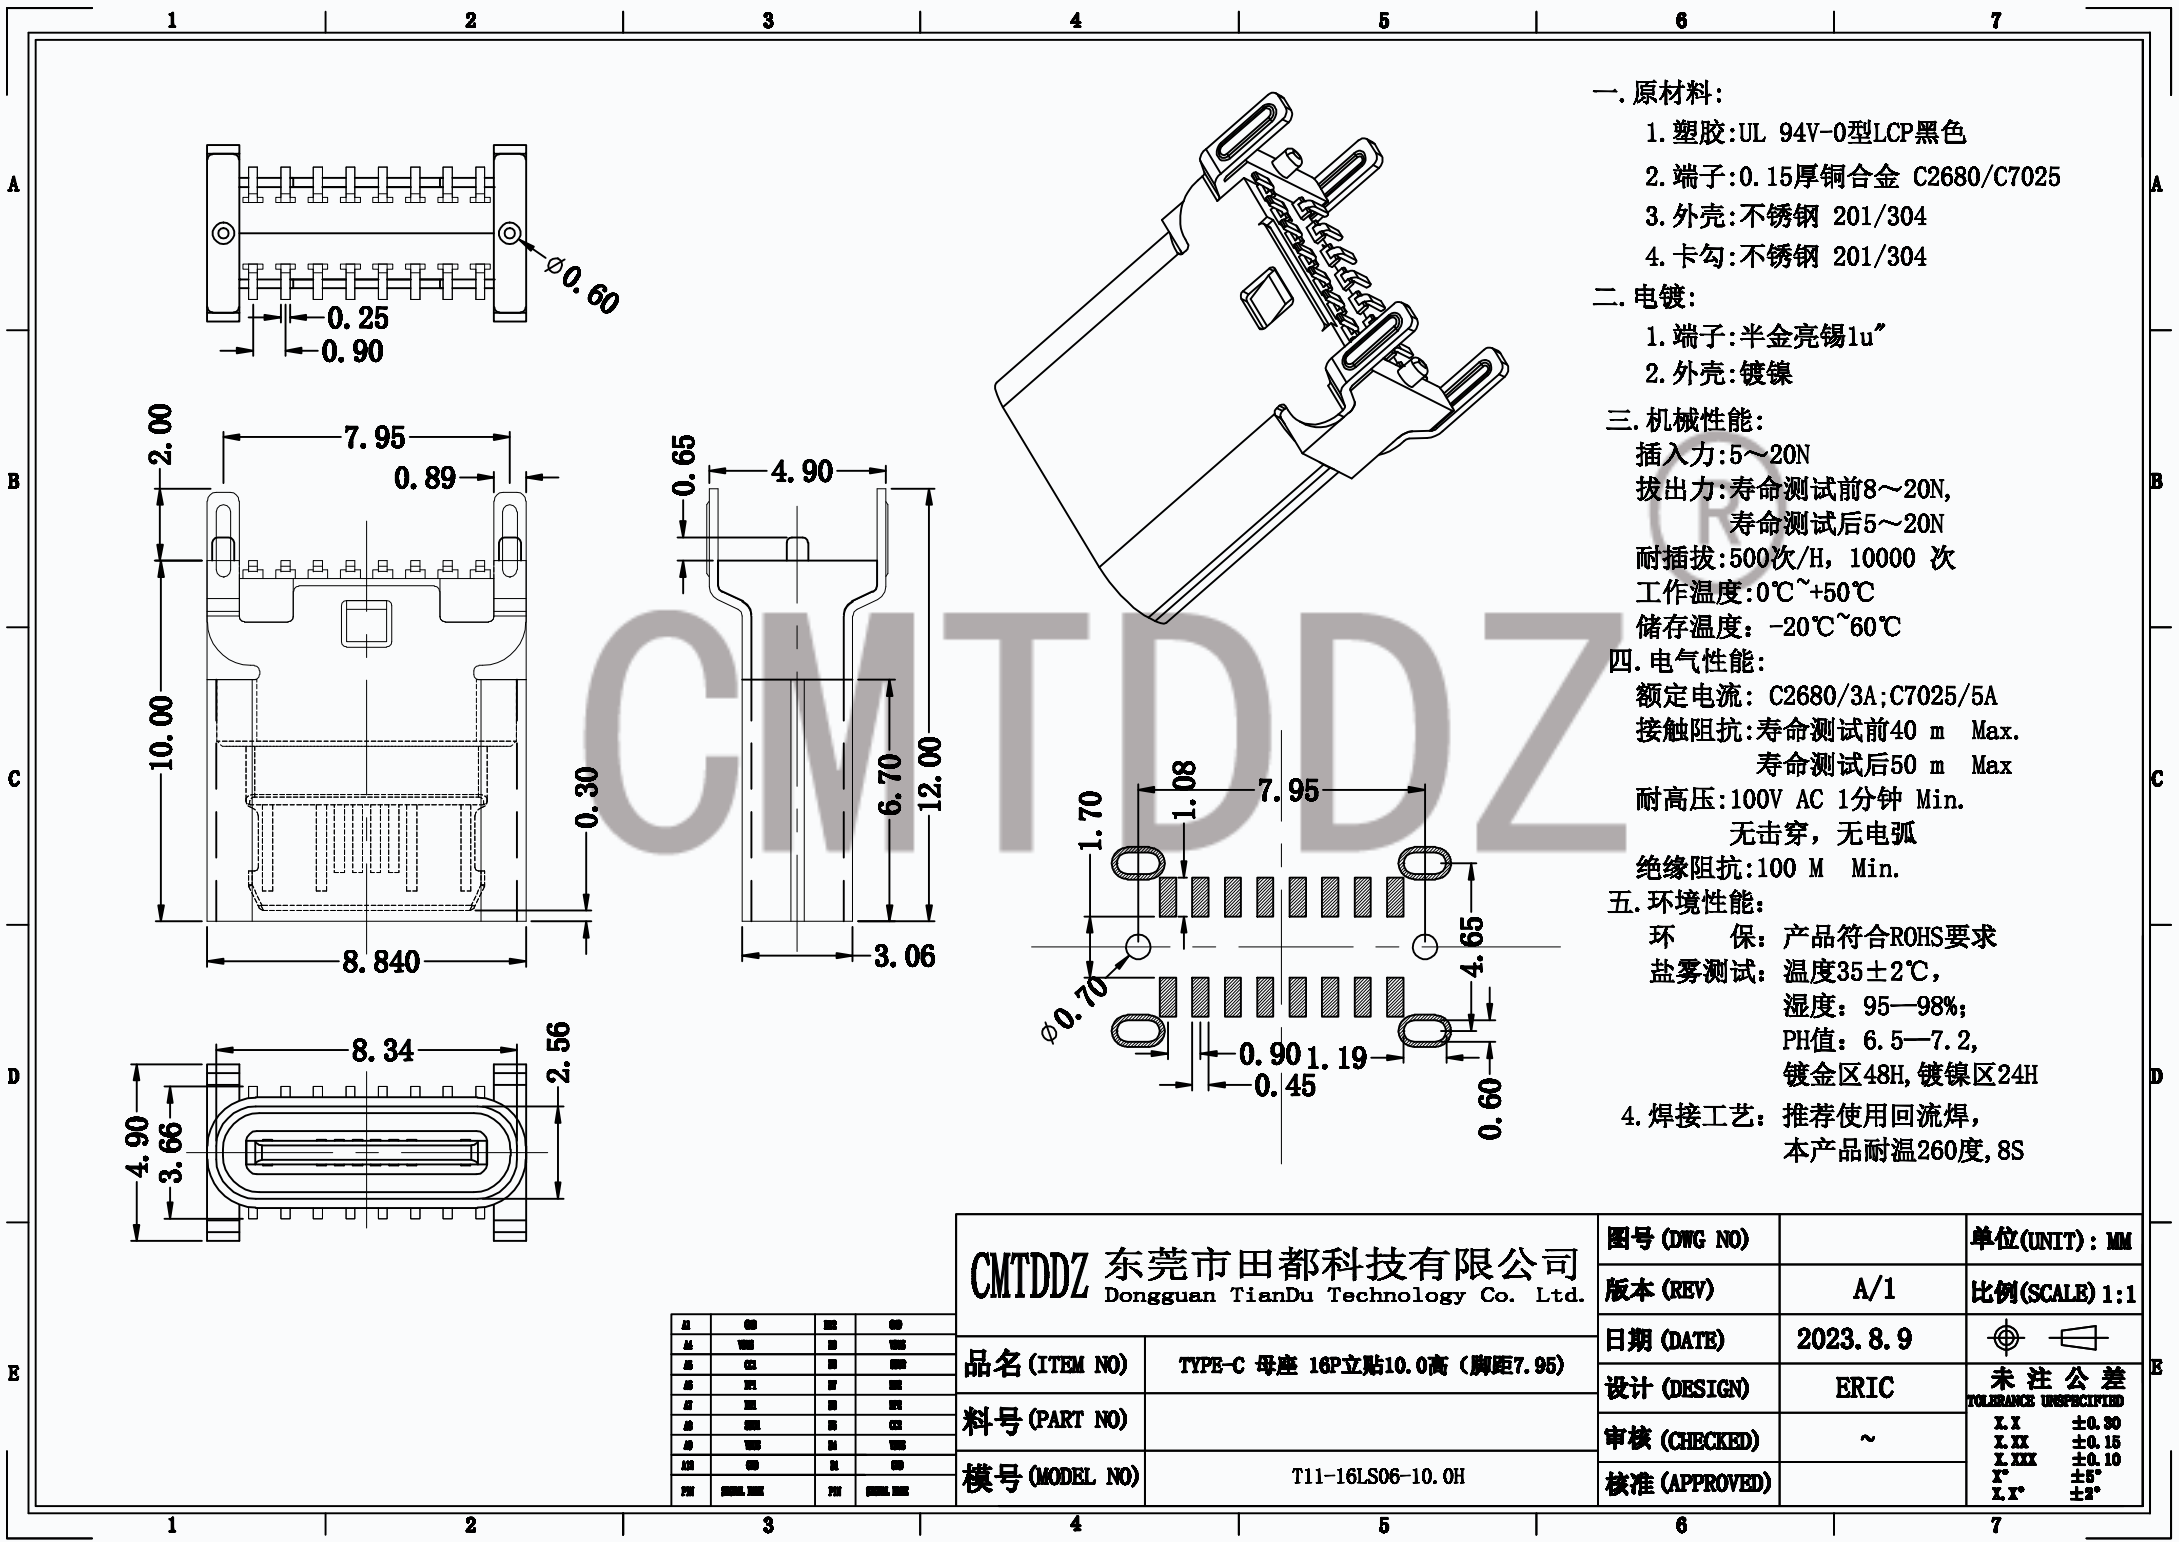 1 2 3 4 5 6 7
A A
B B
C C
D D
E E
∅0.60
0.25
0.90
2.00
7.95
0.89
10.00
0.30
8.840
0.65
4.90
6.70
12.00
3.06
8.34
2.56
4.90
3.66
7.95
1.08
1.70
∅0.70
4.65
0.90
1.19
0.45
0.60
CMTDDZ
®
一.原材料:
1.塑胶:UL 94V-0型LCP黑色
2.端子:0.15厚铜合金 C2680/C7025
3.外壳:不锈钢 201/304
4.卡勾:不锈钢 201/304
二.电镀:
1.端子:半金亮锡1u"
2.外壳:镀镍
三.机械性能:
插入力:5～20N
拔出力:寿命测试前8～20N,
寿命测试后5～20N
耐插拔:500次/H, 10000 次
工作温度:0℃~+50℃
储存温度: -20℃~60℃
四.电气性能:
额定电流: C2680/3A;C7025/5A
接触阻抗:寿命测试前40 m Max.
寿命测试后50 m Max
耐高压:100V AC 1分钟 Min.
无击穿, 无电弧
绝缘阻抗:100 M Min.
五.环境性能:
环 保: 产品符合ROHS要求
盐雾测试: 温度35±2℃,
湿度: 95—98%;
PH值: 6.5—7.2,
镀金区48H,镀镍区24H
4.焊接工艺: 推荐使用回流焊,
本产品耐温260度,8S
CMTDDZ 东莞市田都科技有限公司
Dongguan TianDu Technology Co. Ltd.
品名(ITEM NO) TYPE-C 母座 16P立贴10.0高 (脚距7.95)
料号(PART NO)
模号(MODEL NO) T11-16LS06-10.0H
图号(DWG NO)
版本(REV) A/1
日期(DATE) 2023.8.9
设计(DESIGN) ERIC
审核(CHECKED) ~
核准(APPROVED)
单位(UNIT): MM
比例(SCALE) 1:1
未 注 公 差
TOLERANCE UNSPECIFIED
X.X ±0.30
X.XX ±0.15
X.XXX ±0.10
X° ±5°
X.X° ±2°
1 2 3 4 5 6 7